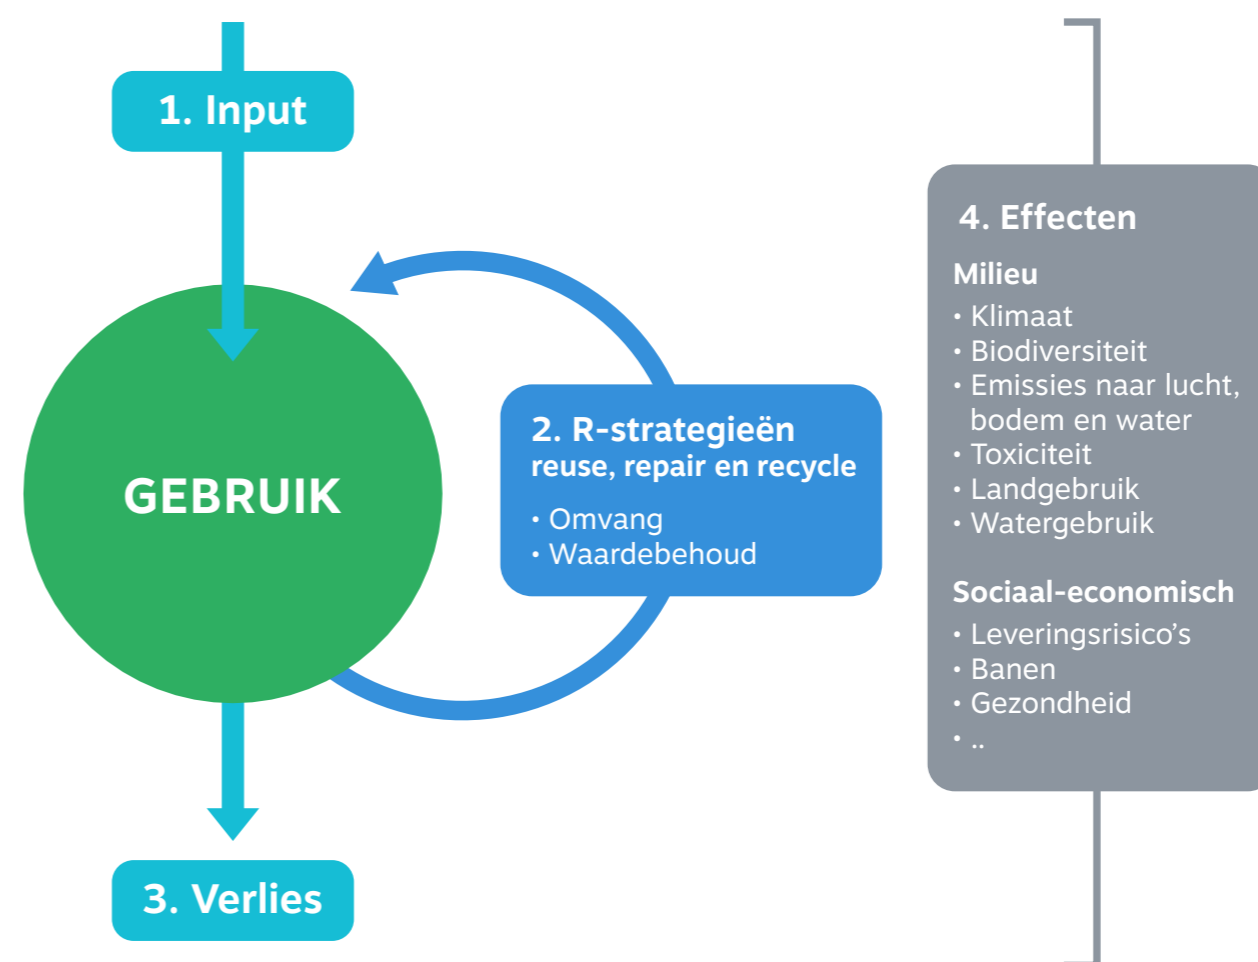 1. Input
GEBRUIK
2. R-strategieën
reuse, repair en recycle
• Omvang
• Waardebehoud
3. Verlies
4. Effecten
Milieu
• Klimaat
• Biodiversiteit
• Emissies naar lucht,
bodem en water
• Toxiciteit
• Landgebruik
• Watergebruik
Sociaal-economisch
• Leveringsrisico’s
• Banen
• Gezondheid
• ..